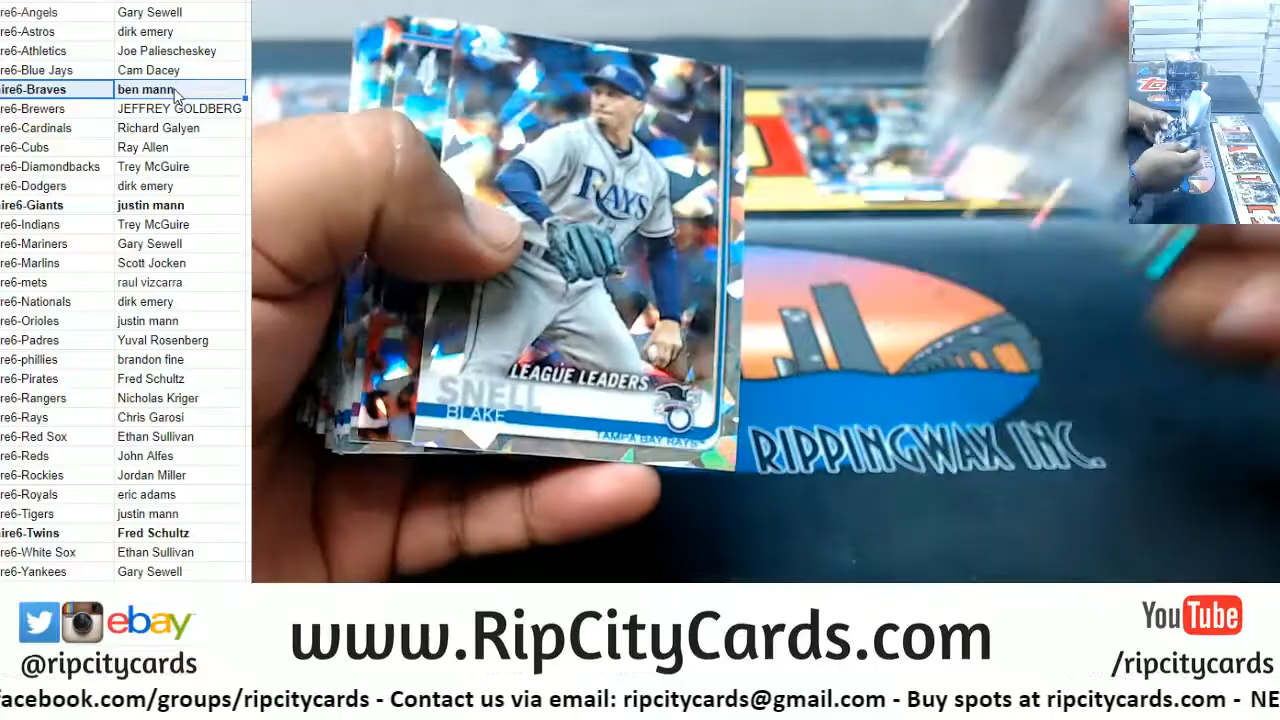 re6-Angels Gary Sewell
re6-Astros dirk emery
re6-Athletics Joe Paliescheskey
re6-Blue Jays Cam Dacey
ire6-Braves ben mann
re6-Brewers JEFFREY GOLDBERG
re6-Cardinals Richard Galyen
re6-Cubs Ray Allen
re6-Diamondbacks Trey McGuire
re6-Dodgers dirk emery
ire6-Giants justin mann
re6-Indians Trey McGuire
re6-Mariners Gary Sewell
re6-Marlins Scott Jocken
re6-mets raul vizcarra
re6-Nationals dirk emery
re6-Orioles justin mann
re6-Padres Yuval Rosenberg
re6-phillies brandon fine
re6-Pirates Fred Schultz
re6-Rangers Nicholas Kriger
re6-Rays Chris Garosi
re6-Red Sox Ethan Sullivan
re6-Reds John Alfes
re6-Rockies Jordan Miller
re6-Royals eric adams
re6-Tigers justin mann
ire6-Twins Fred Schultz
re6-White Sox Ethan Sullivan
re6-Yankees Gary Sewell
RAYS
LEAGUE LEADERS
SNELL
BLAKE
TAMPA BAY RAYS
RIPPINGWAX INC.
ebay
@ripcitycards
www.RipCityCards.com
YouTube
/ripcitycards
facebook.com/groups/ripcitycards - Contact us via email: ripcitycards@gmail.com - Buy spots at ripcitycards.com - NE